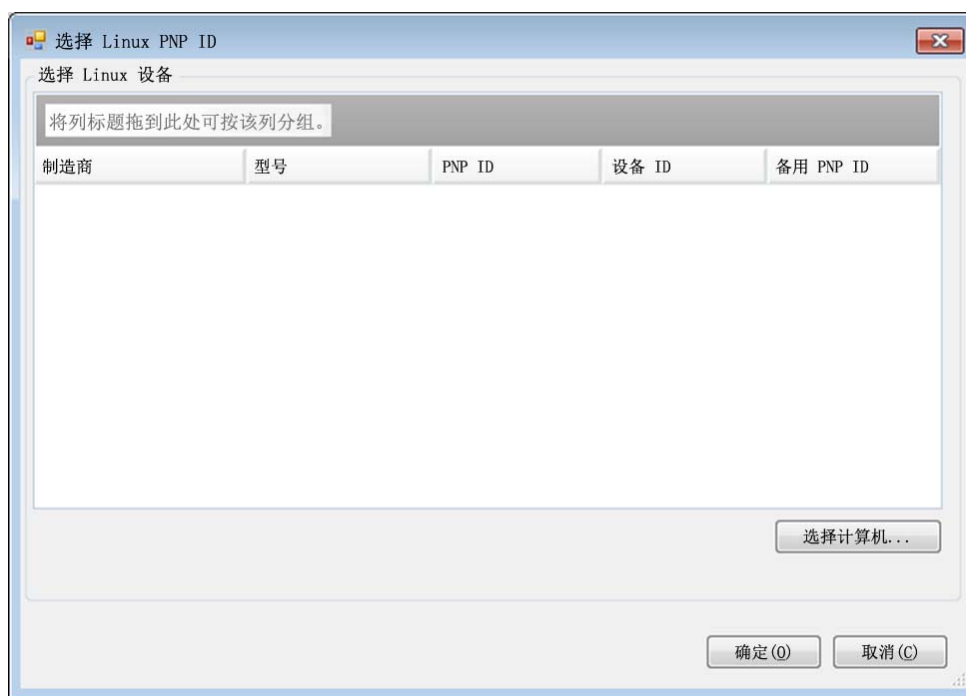 选择 Linux PNP ID
选择 Linux 设备
将列标题拖到此处可按该列分组。
制造商 型号 PNP ID 设备 ID 备用 PNP ID
选择计算机...
确定(O) 取消(C)